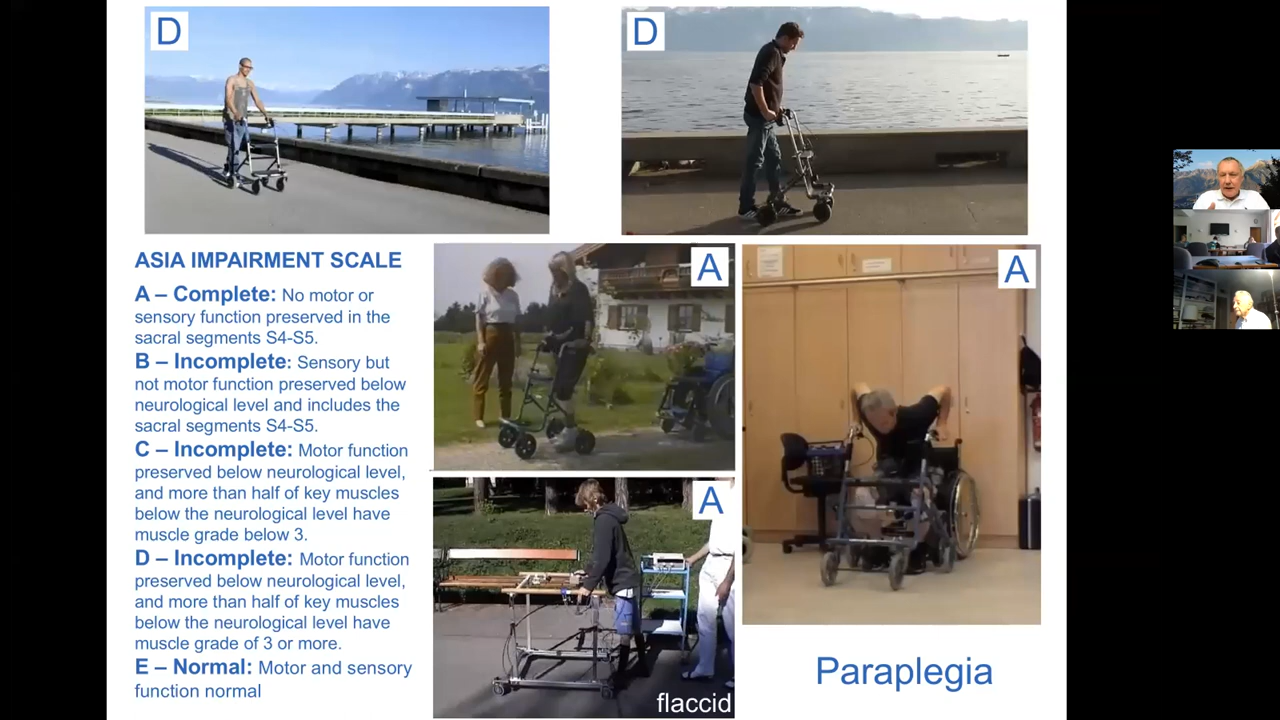 D
D
ASIA IMPAIRMENT SCALE
A – Complete: No motor or
sensory function preserved in the
sacral segments S4-S5.
B – Incomplete: Sensory but
not motor function preserved below
neurological level and includes the
sacral segments S4-S5.
C – Incomplete: Motor function
preserved below neurological level,
and more than half of key muscles
below the neurological level have
muscle grade below 3.
D – Incomplete: Motor function
preserved below neurological level,
and more than half of key muscles
below the neurological level have
muscle grade of 3 or more.
E – Normal: Motor and sensory
function normal
A
A
A
flaccid
Paraplegia